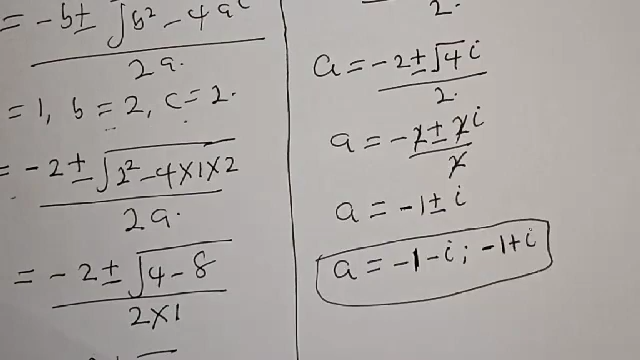 = -b ± √b² - 4ac
2a.
= 1, b = 2, c = 2.
= -2 ± √2² - 4×1×2
2a.
= -2 ± √4 - 8
2×1
2.
a = -2 ± √4 i
2.
a = -2 ± 2i
2
a = -1 ± i
a = -1 - i ; -1 + i